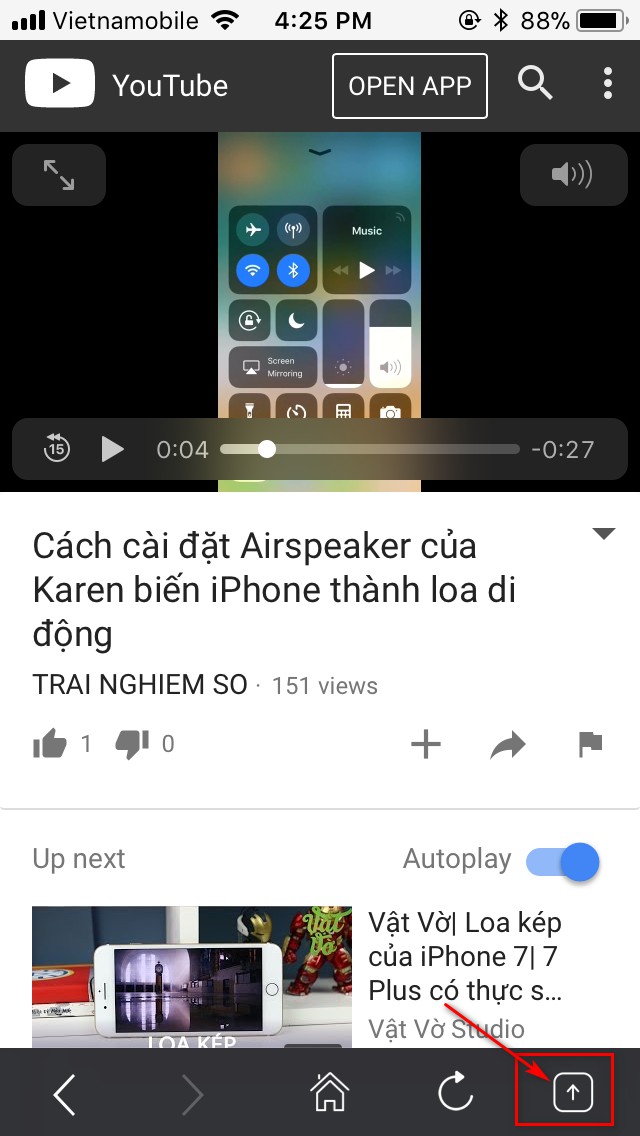 Vietnamobile 4:25 PM 88%
YouTube OPEN APP
Music
Screen
Mirroring
15 0:04 -0:27
Cách cài đặt Airspeaker của
Karen biến iPhone thành loa di
động
TRAI NGHIEM SO · 151 views
1 0
Up next Autoplay
Vật Vờ
Vật Vờ| Loa kép
của iPhone 7| 7
Plus có thực s...
Vật Vờ Studio
LOA KÉP